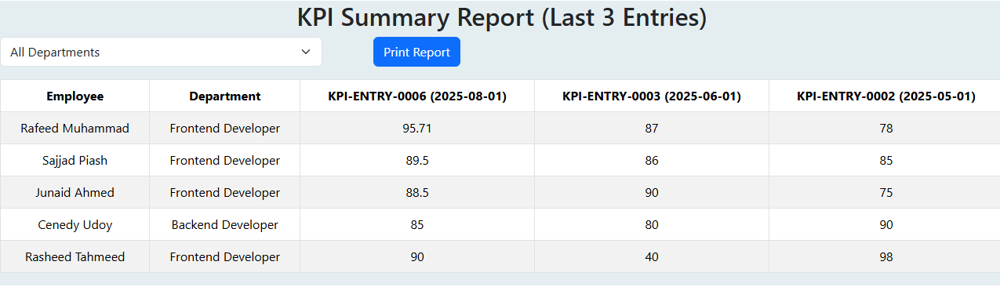 KPI Summary Report (Last 3 Entries)
All Departments Print Report
Employee Department KPI-ENTRY-0006 (2025-08-01) KPI-ENTRY-0003 (2025-06-01) KPI-ENTRY-0002 (2025-05-01)
Rafeed Muhammad Frontend Developer 95.71 87 78
Sajjad Piash Frontend Developer 89.5 86 85
Junaid Ahmed Frontend Developer 88.5 90 75
Cenedy Udoy Backend Developer 85 80 90
Rasheed Tahmeed Frontend Developer 90 40 98